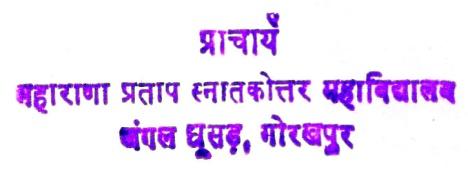 प्राचार्य
महाराणा प्रताप स्नातकोत्तर महाविद्यालय
जंगल धूसड़, गोरखपुर